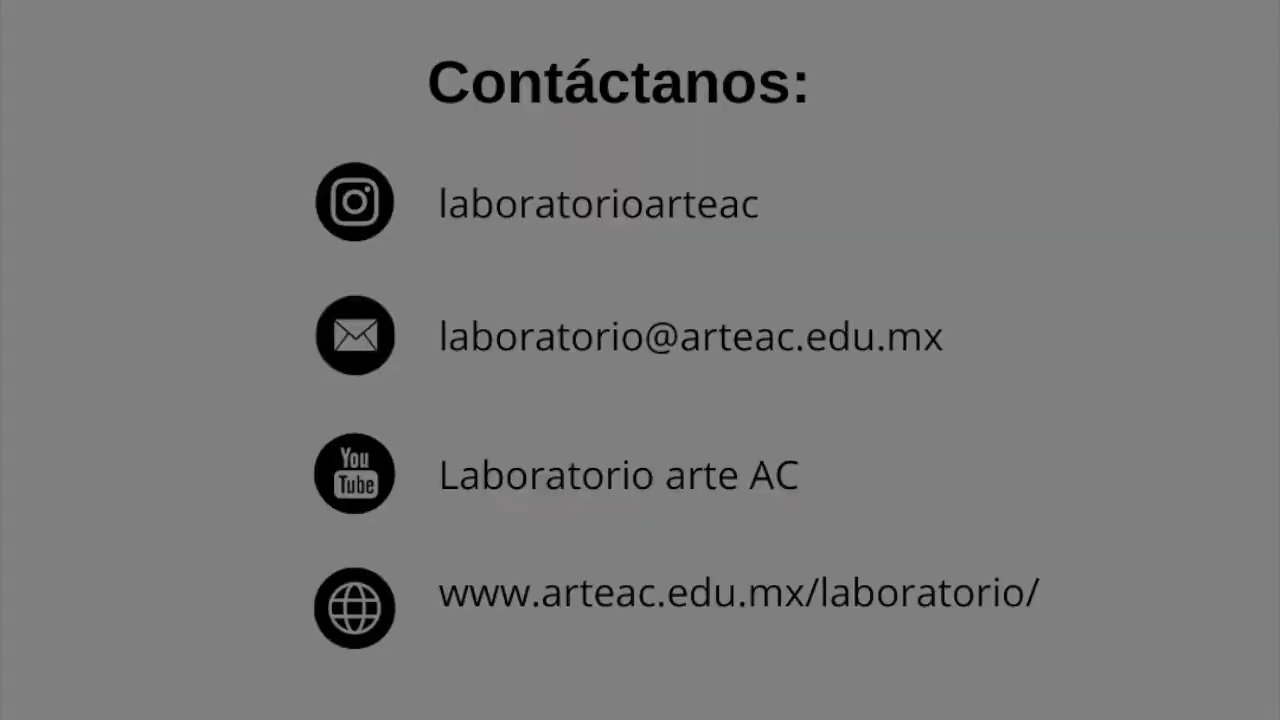 Contáctanos:
laboratorioarteac
laboratorio@arteac.edu.mx
You
Tube
Laboratorio arte AC
www.arteac.edu.mx/laboratorio/